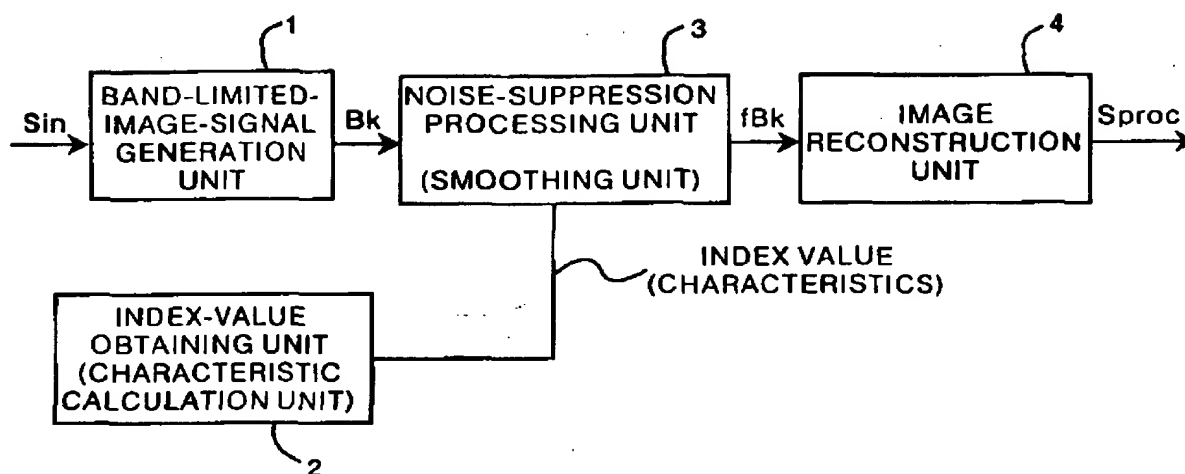 1
3
4
Sin
BAND-LIMITED-
IMAGE-SIGNAL
GENERATION
UNIT
Bk
NOISE-SUPPRESSION
PROCESSING UNIT
(SMOOTHING UNIT)
fBk
IMAGE
RECONSTRUCTION
UNIT
Sproc
INDEX VALUE
(CHARACTERISTICS)
INDEX-VALUE
OBTAINING UNIT
(CHARACTERISTIC
CALCULATION UNIT)
2